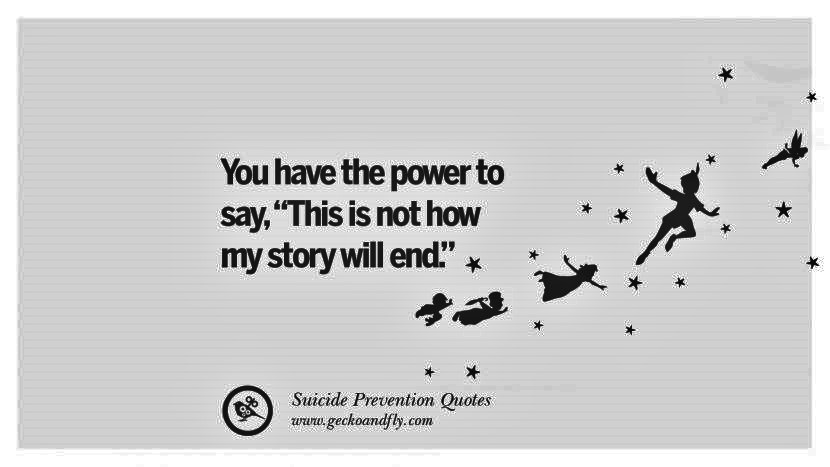 You have the power to
say, “This is not how
my story will end.”
Suicide Prevention Quotes
www.geckoandfly.com